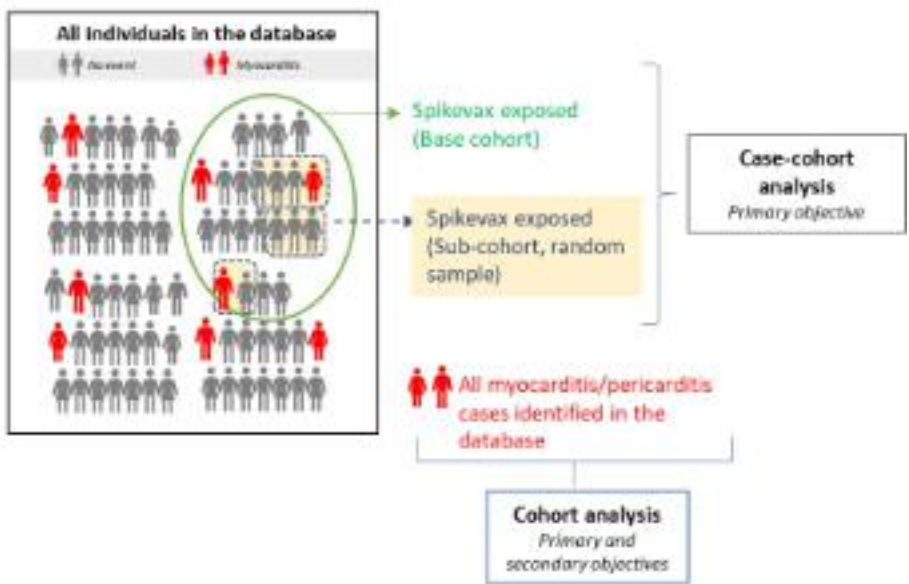 All individuals in the database
No event
Myocarditis
Spikevax exposed
(Base cohort)
Spikevax exposed
(Sub-cohort, random
sample)
Case-cohort
analysis
Primary objective
All myocarditis/pericarditis
cases identified in the
database
Cohort analysis
Primary and
secondary objectives